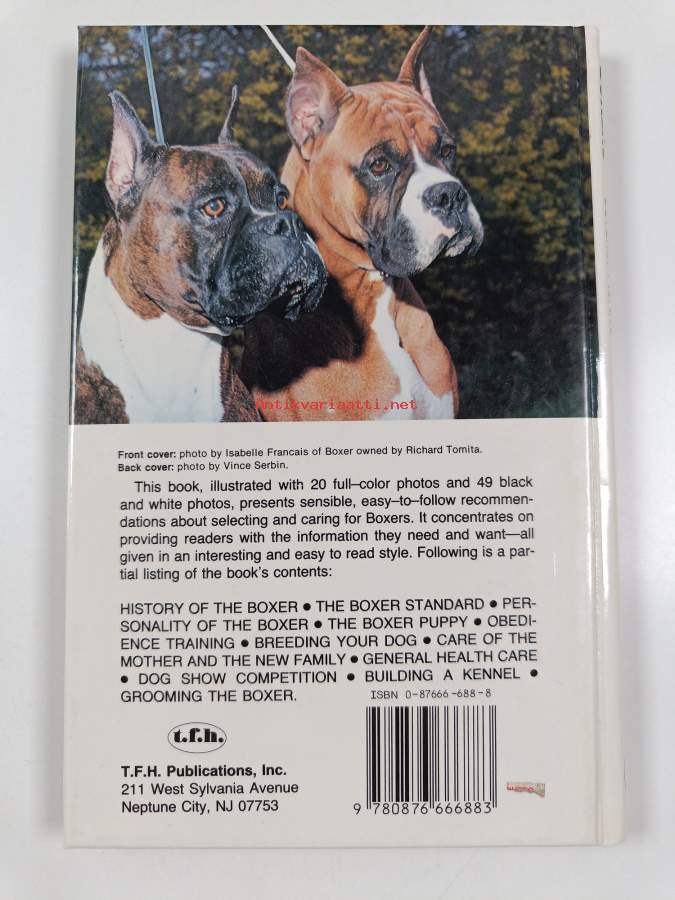 Antikvariaatti.net
Front cover: photo by Isabelle Francais of Boxer owned by Richard Tomita.
Back cover: photo by Vince Serbin.
This book, illustrated with 20 full–color photos and 49 black
and white photos, presents sensible, easy–to–follow recommen-
dations about selecting and caring for Boxers. It concentrates on
providing readers with the information they need and want—all
given in an interesting and easy to read style. Following is a par-
tial listing of the book's contents:
HISTORY OF THE BOXER ● THE BOXER STANDARD ● PER-
SONALITY OF THE BOXER ● THE BOXER PUPPY ● OBEDI-
ENCE TRAINING ● BREEDING YOUR DOG ● CARE OF THE
MOTHER AND THE NEW FAMILY ● GENERAL HEALTH CARE
● DOG SHOW COMPETITION ● BUILDING A KENNEL ●
GROOMING THE BOXER.
ISBN 0-87666-688-8
t.f.h.
T.F.H. Publications, Inc.
211 West Sylvania Avenue
Neptune City, NJ 07753
9 780876 666883